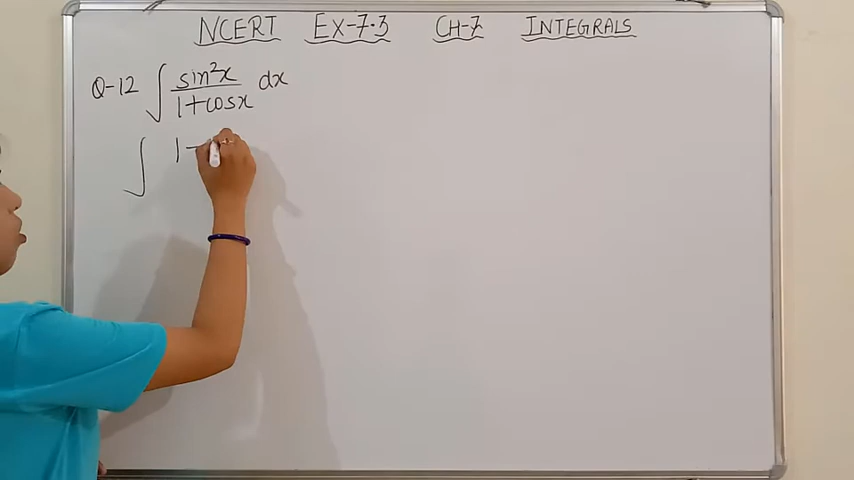 NCERT EX-7.3 CH-7 INTEGRALS
Q-12 ∫ sin²x / 1+cosx dx
∫ 1-